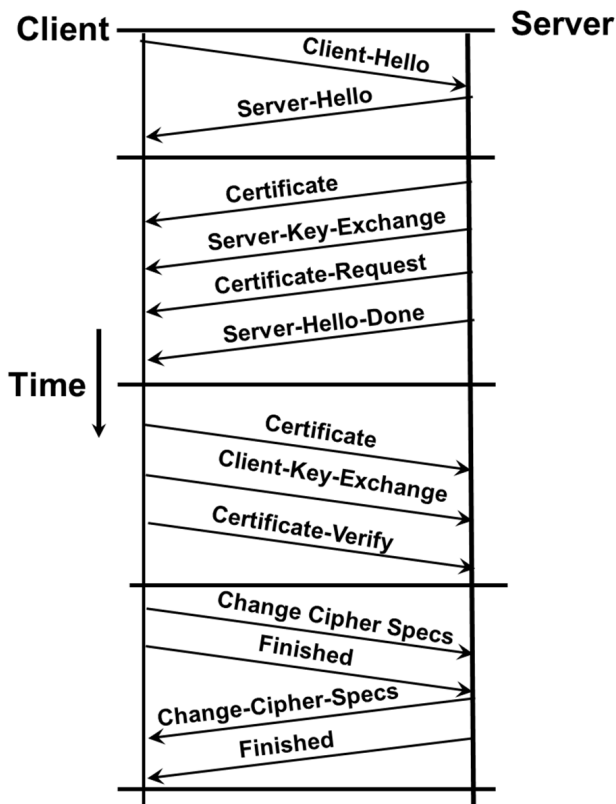 Client
Server
Client-Hello
Server-Hello
Certificate
Server-Key-Exchange
Certificate-Request
Server-Hello-Done
Time
Certificate
Client-Key-Exchange
Certificate-Verify
Change Cipher Specs
Finished
Change-Cipher-Specs
Finished